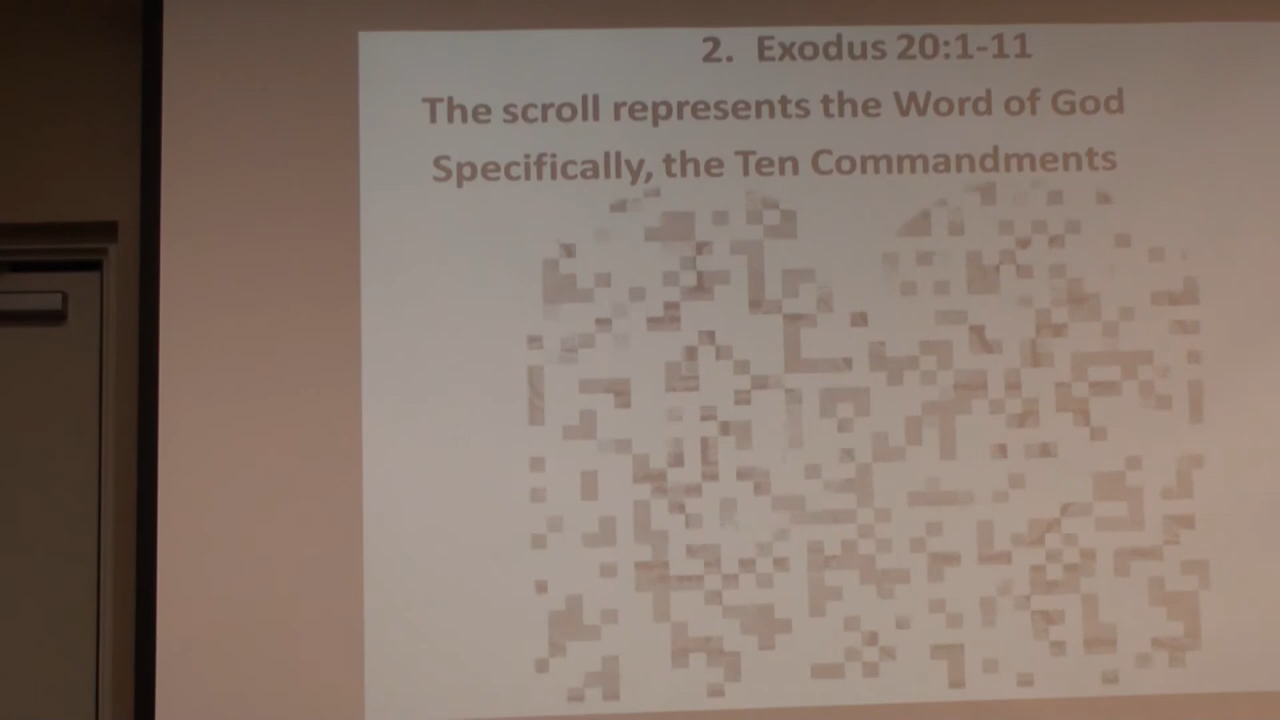 2. Exodus 20:1-11
The scroll represents the Word of God
Specifically, the Ten Commandments